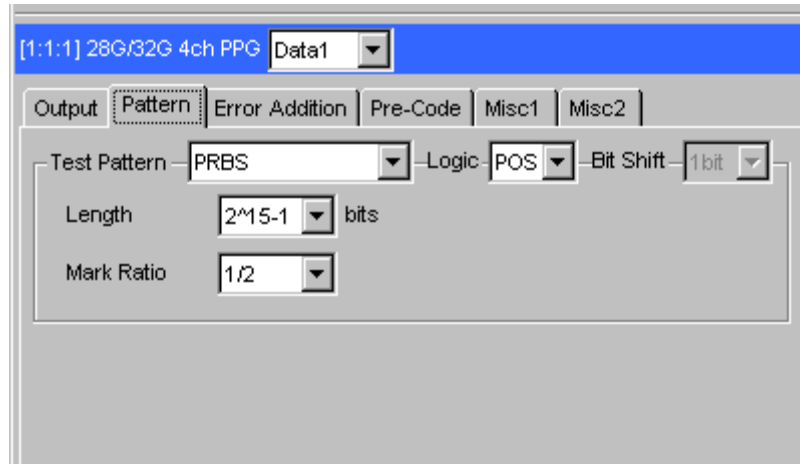 [1:1:1] 28G/32G 4ch PPG Data1
Output Pattern Error Addition Pre-Code Misc1 Misc2
Test Pattern PRBS Logic POS Bit Shift 1bit
Length 2^15-1 bits
Mark Ratio 1/2